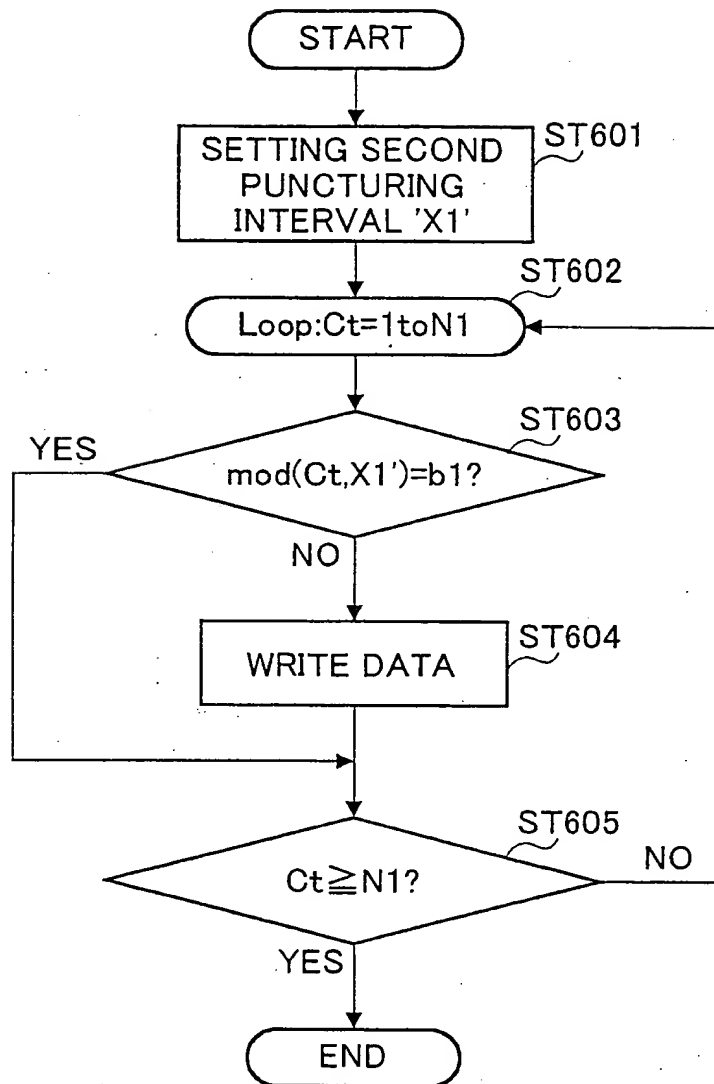 START
ST601
SETTING SECOND
PUNCTURING
INTERVAL 'X1'
ST602
Loop:Ct=1toN1
ST603
YES
mod(Ct,X1')=b1?
NO
ST604
WRITE DATA
ST605
Ct≧N1?
NO
YES
END